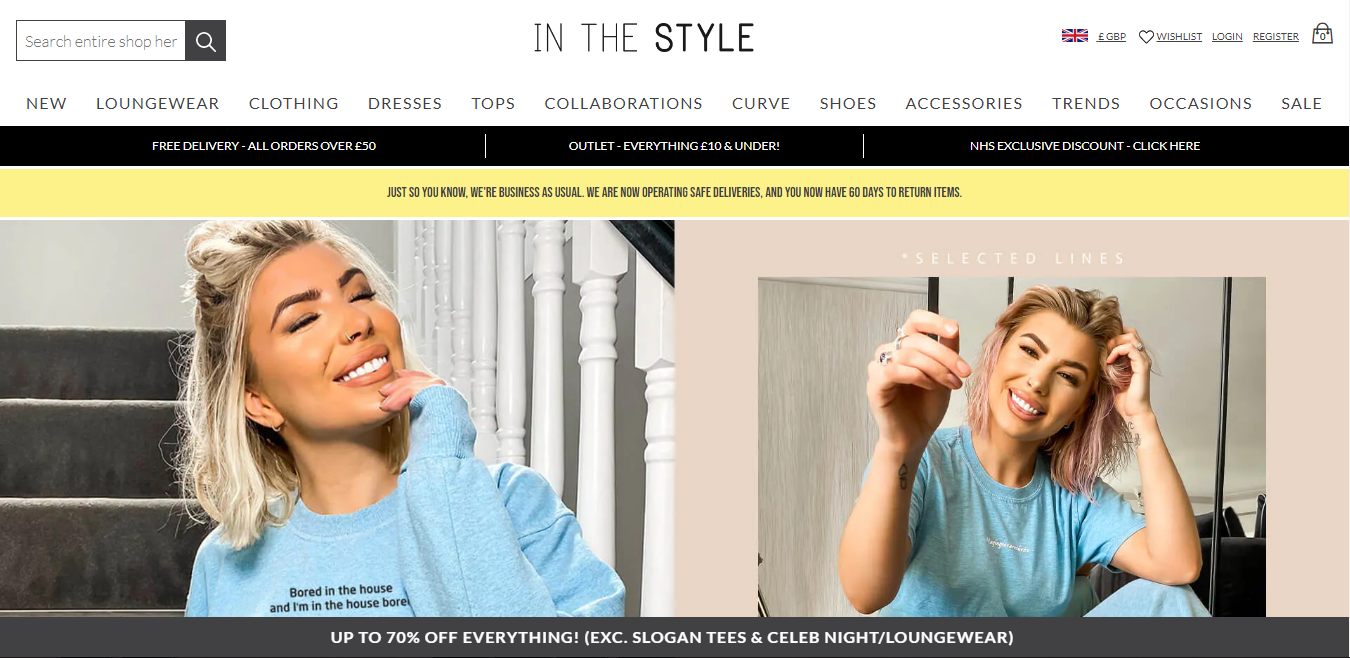 Search entire shop her
IN THE STYLE
£ GBP
WISHLIST
LOGIN
REGISTER
0
NEW
LOUNGEWEAR
CLOTHING
DRESSES
TOPS
COLLABORATIONS
CURVE
SHOES
ACCESSORIES
TRENDS
OCCASIONS
SALE
FREE DELIVERY - ALL ORDERS OVER £50
OUTLET - EVERYTHING £10 & UNDER!
NHS EXCLUSIVE DISCOUNT - CLICK HERE
JUST SO YOU KNOW, WE'RE BUSINESS AS USUAL. WE ARE NOW OPERATING SAFE DELIVERIES, AND YOU NOW HAVE 60 DAYS TO RETURN ITEMS.
*SELECTED LINES
Bored in the house
and I'm in the house bored
UP TO 70% OFF EVERYTHING! (EXC. SLOGAN TEES & CELEB NIGHT/LOUNGEWEAR)